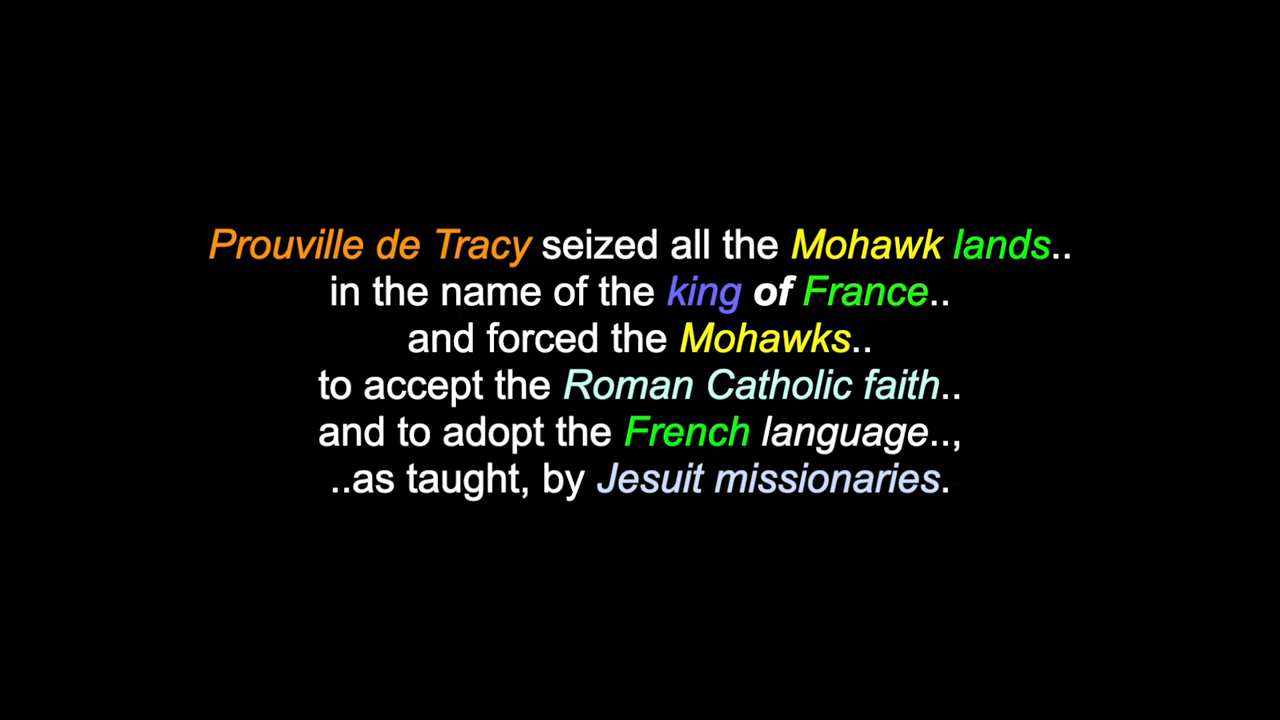 Prouville de Tracy seized all the Mohawk lands..
in the name of the king of France..
and forced the Mohawks..
to accept the Roman Catholic faith..
and to adopt the French language..,
..as taught, by Jesuit missionaries.